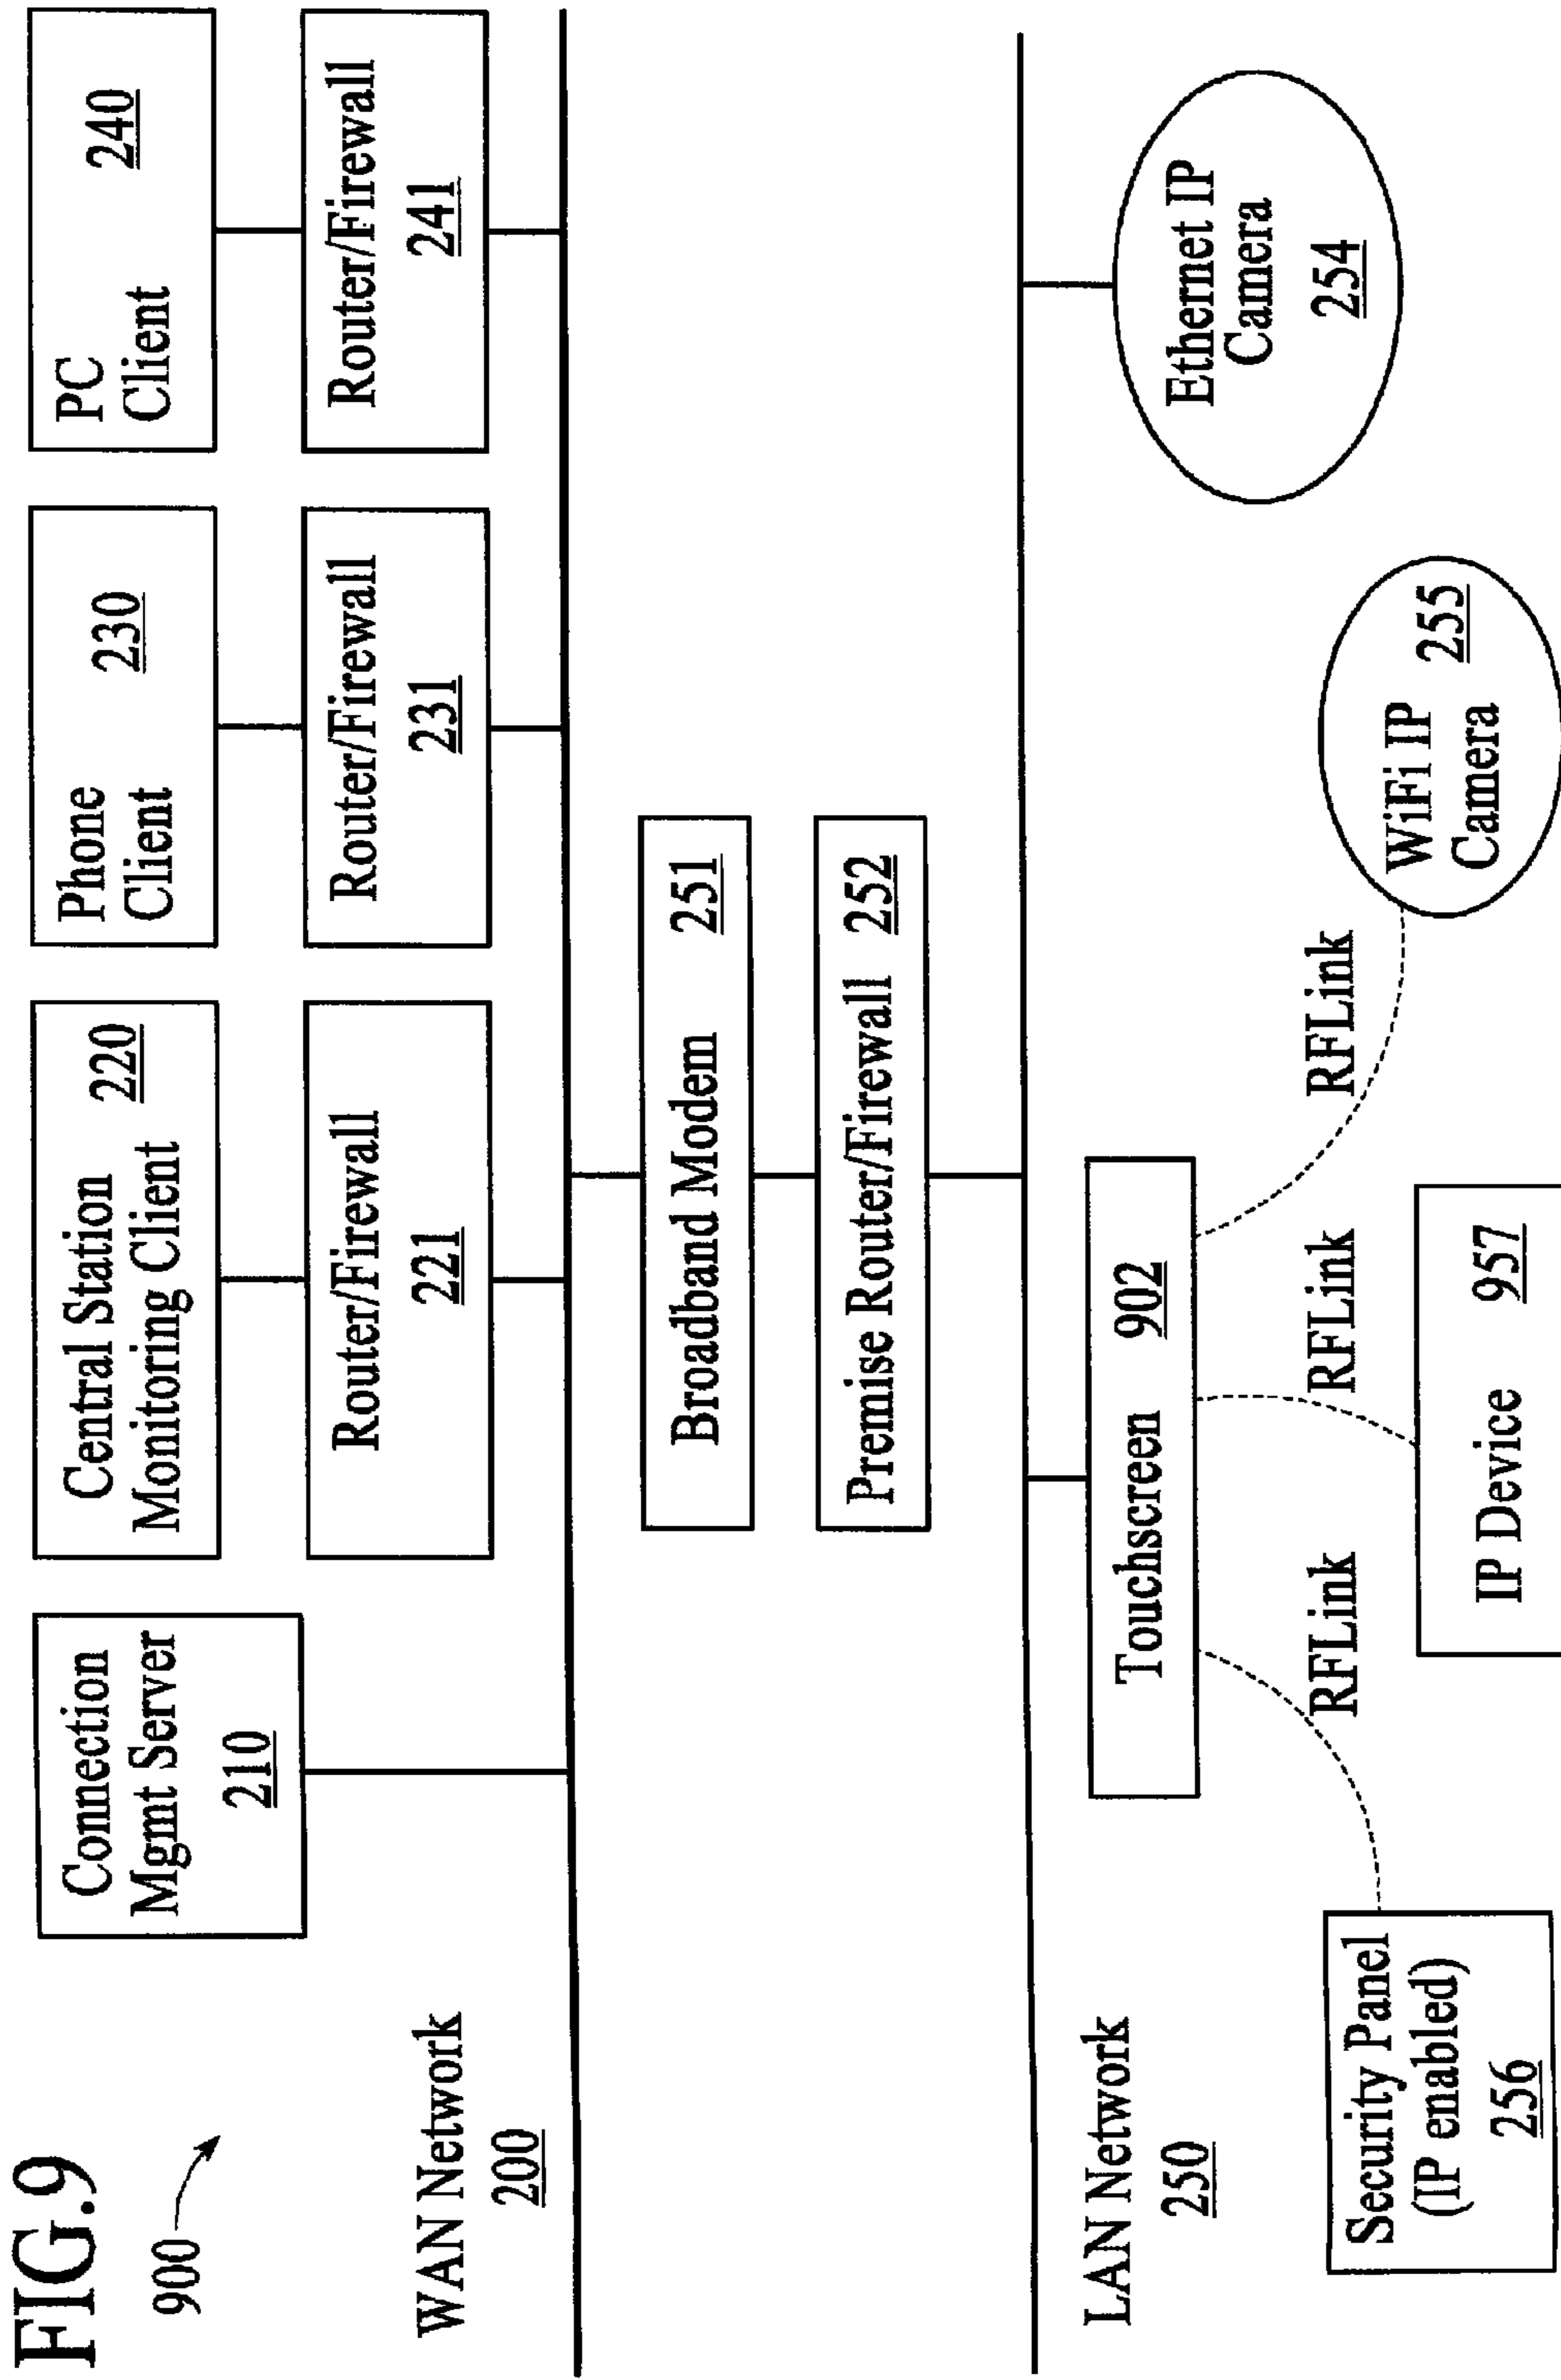 FIG.9
900
Connection
Mgmt Server
210
Central Station
Monitoring Client 220
Phone
Client 230
PC
Client 240
Router/Firewall
221
Router/Firewall
231
Router/Firewall
241
WAN Network
200
Broadband Modem 251
Premise Router/Firewall 252
LAN Network
250
Touchscreen 902
Ethernet IP
Camera
254
RFLink
RFLink
RFLink
Security Panel
(IP enabled)
256
IP Device 957
WiFi IP
Camera 255